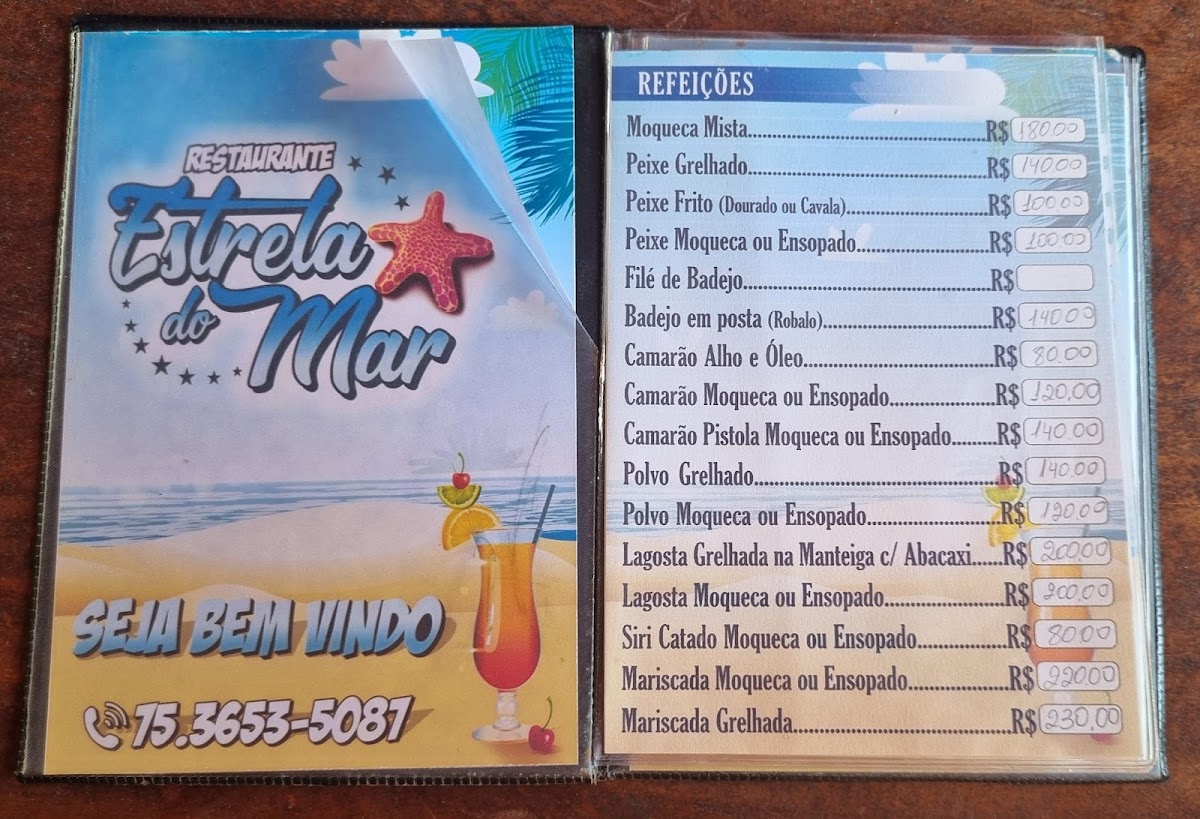 RESTAURANTE
Estrela
do Mar
SEJA BEM VINDO
75.3653-5087
REFEIÇÕES
Moqueca Mista.....................................R$ 180.00
Peixe Grelhado.....................................R$ 140.00
Peixe Frito (Dourado ou Cavala)......................R$ 100.00
Peixe Moqueca ou Ensopado....................R$ 100.00
Filé de Badejo.......................................R$
Badejo em posta (Robalo)..........................R$ 140.00
Camarão Alho e Óleo.............................R$ 80.00
Camarão Moqueca ou Ensopado................R$ 120.00
Camarão Pistola Moqueca ou Ensopado.......R$ 140.00
Polvo Grelhado.....................................R$ 140.00
Polvo Moqueca ou Ensopado....................R$ 120.00
Lagosta Grelhada na Manteiga c/ Abacaxi.....R$ 200.00
Lagosta Moqueca ou Ensopado..................R$ 200.00
Siri Catado Moqueca ou Ensopado.............R$ 80.00
Mariscada Moqueca ou Ensopado...............R$ 220.00
Mariscada Grelhada................................R$ 230.00